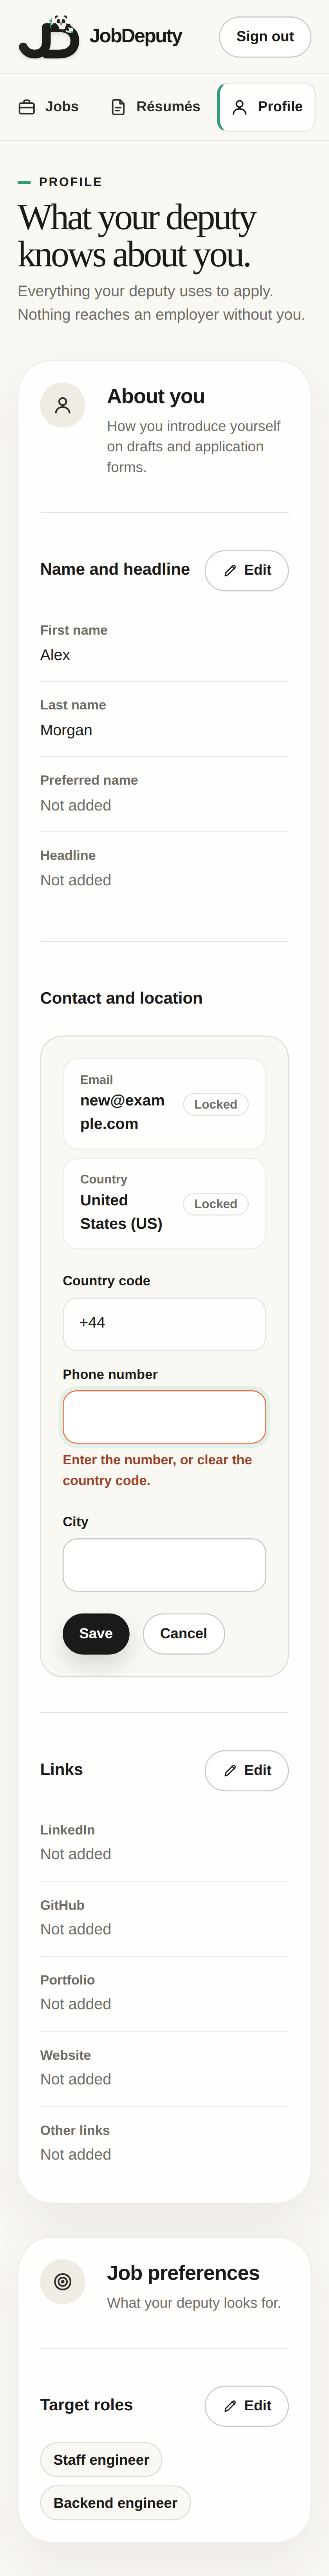 JobDeputy
Sign out
Jobs
Résumés
Profile
PROFILE
What your deputy
knows about you.
Everything your deputy uses to apply.
Nothing reaches an employer without you.
About you
How you introduce yourself
on drafts and application
forms.
Name and headline
Edit
First name
Alex
Last name
Morgan
Preferred name
Not added
Headline
Not added
Contact and location
Email
new@exam
ple.com
Locked
Country
United
States (US)
Locked
Country code
+44
Phone number
Enter the number, or clear the
country code.
City
Save
Cancel
Links
Edit
LinkedIn
Not added
GitHub
Not added
Portfolio
Not added
Website
Not added
Other links
Not added
Job preferences
What your deputy looks for.
Target roles
Edit
Staff engineer
Backend engineer